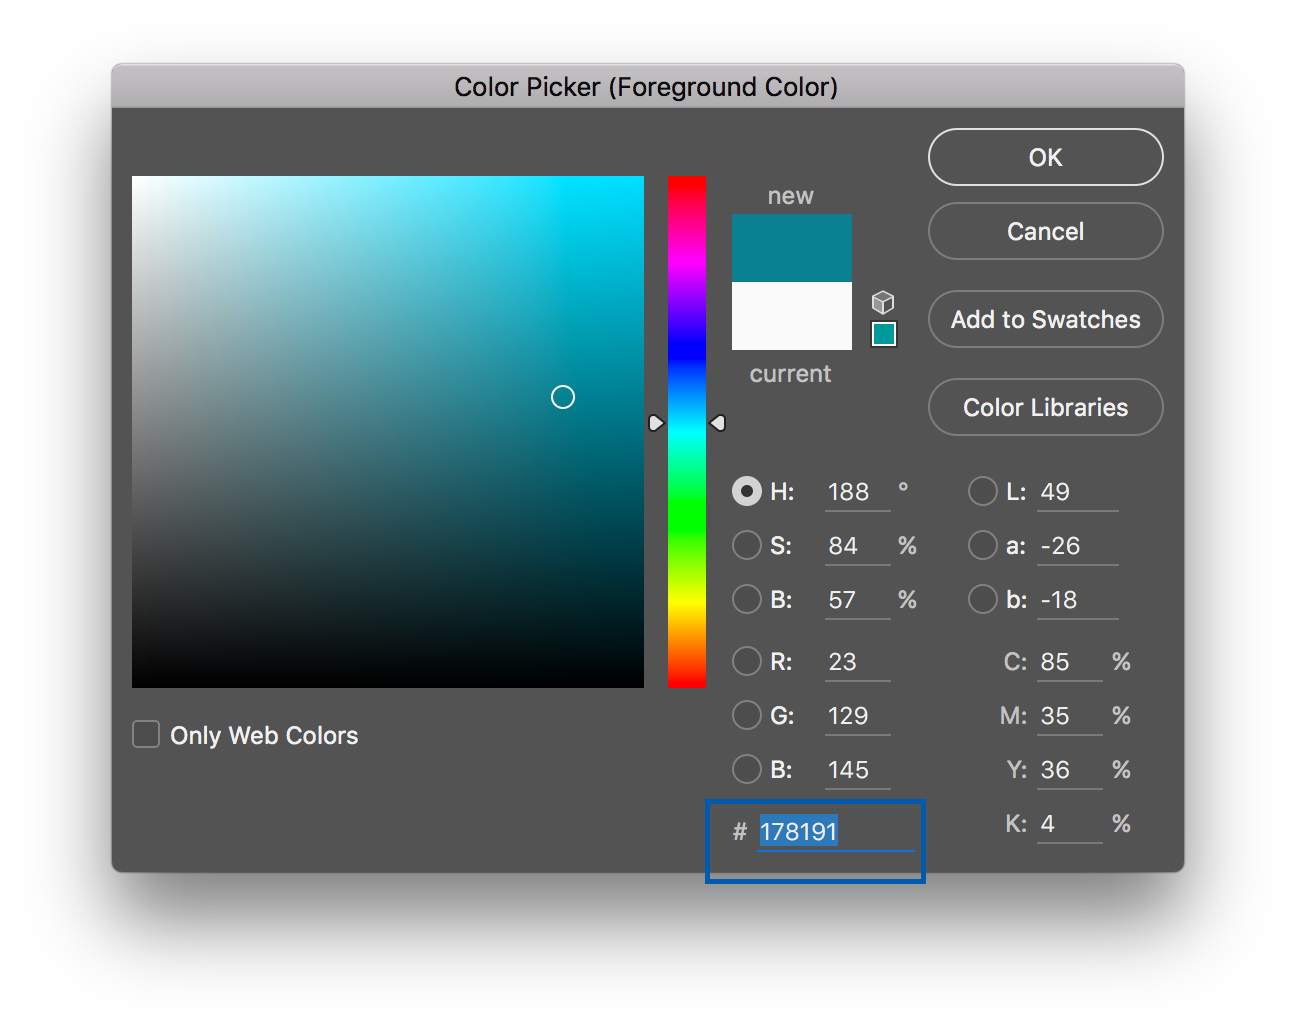 Color Picker (Foreground Color)
OK
new
Cancel
Add to Swatches
current
Color Libraries
H: 188 °
L: 49
S: 84 %
a: -26
B: 57 %
b: -18
R: 23
C: 85 %
G: 129
M: 35 %
Only Web Colors
B: 145
Y: 36 %
# 178191
K: 4 %